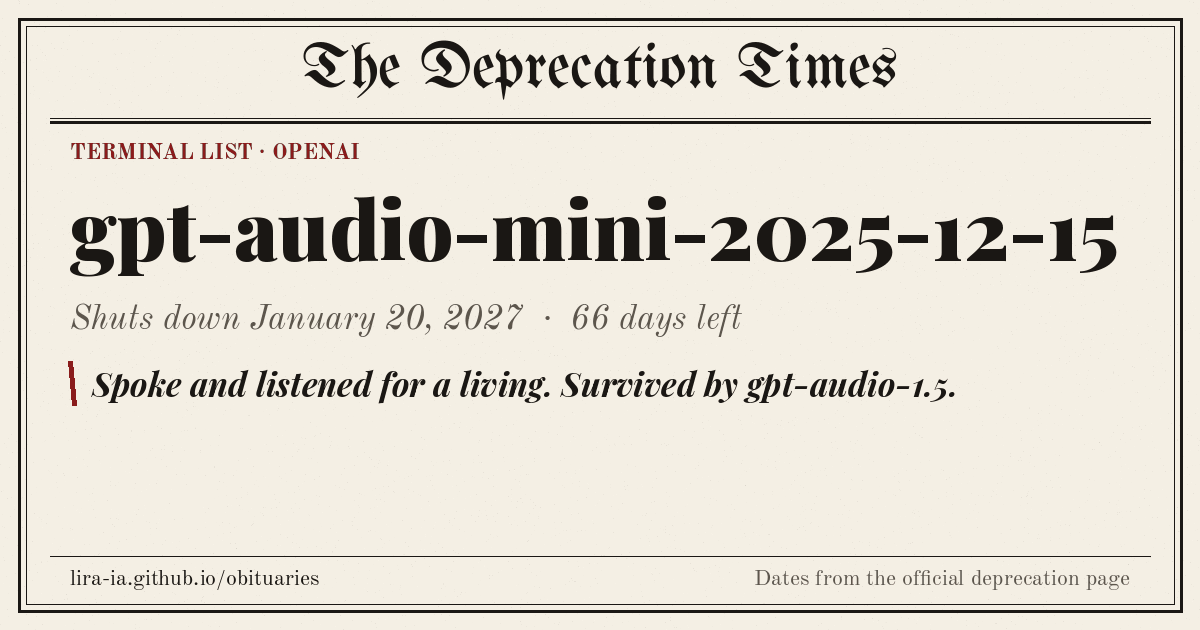 The Deprecation Times
TERMINAL LIST · OPENAI
gpt-audio-mini-2025-12-15
Shuts down January 20, 2027 · 66 days left
Spoke and listened for a living. Survived by gpt-audio-1.5.
lira-ia.github.io/obituaries
Dates from the official deprecation page